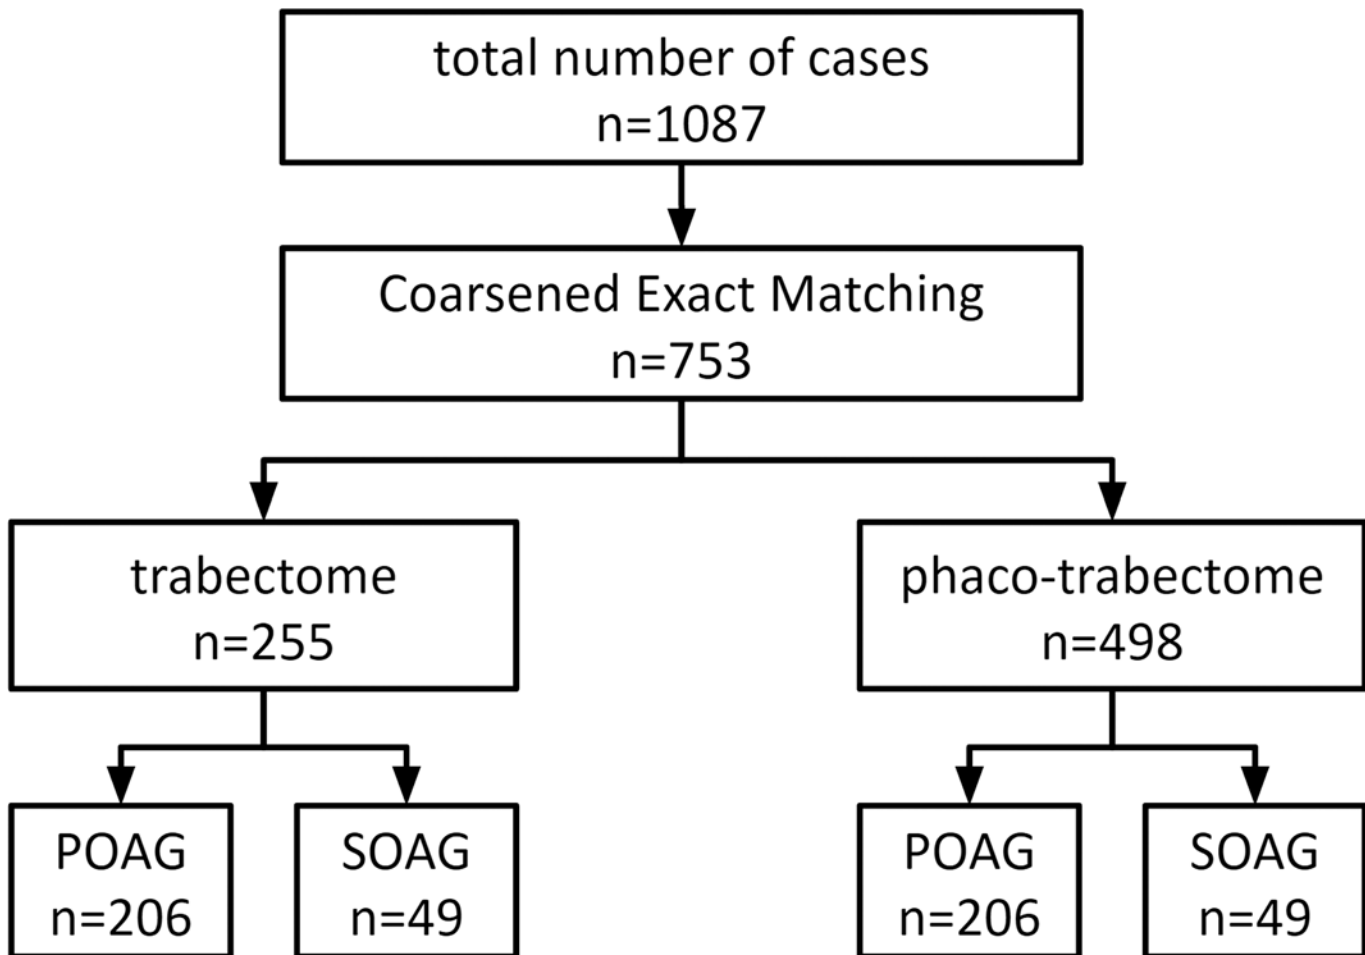 total number of cases
n=1087
Coarsened Exact Matching
n=753
trabectome
n=255
phaco-trabectome
n=498
POAG
n=206
SOAG
n=49
POAG
n=206
SOAG
n=49